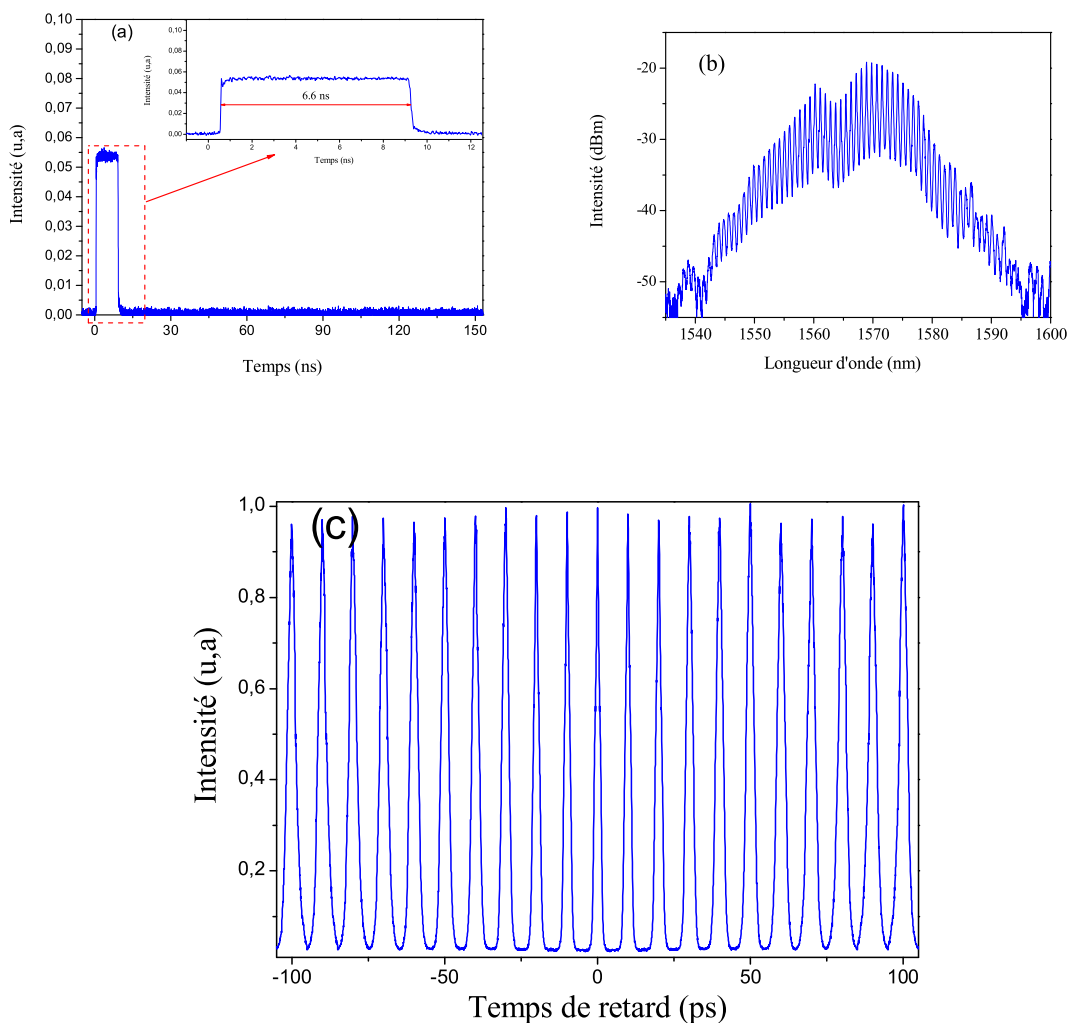 (a)
0,10
0,09
0,08
0,07
0,06
0,05
0,04
0,03
0,02
0,01
0,00
Intensité (u,a)
0 30 60 90 120 150
Temps (ns)
0,10
0,08
0,06
0,04
0,02
0,00
Intensité (u,a)
6.6 ns
0 2 4 6 8 10 12
Temps (ns)
(b)
-20
-30
-40
-50
Intensité (dBm)
1540 1550 1560 1570 1580 1590 1600
Longueur d'onde (nm)
(c)
1,0
0,8
0,6
0,4
0,2
Intensité (u,a)
-100 -50 0 50 100
Temps de retard (ps)